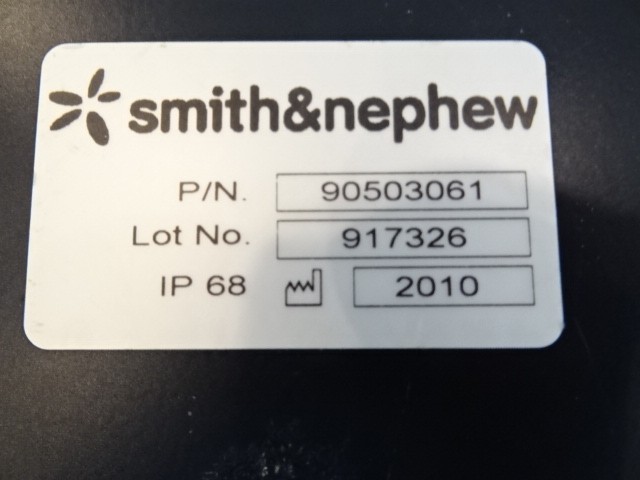 smith&nephew
P/N. 90503061
Lot No. 917326
IP 68 2010